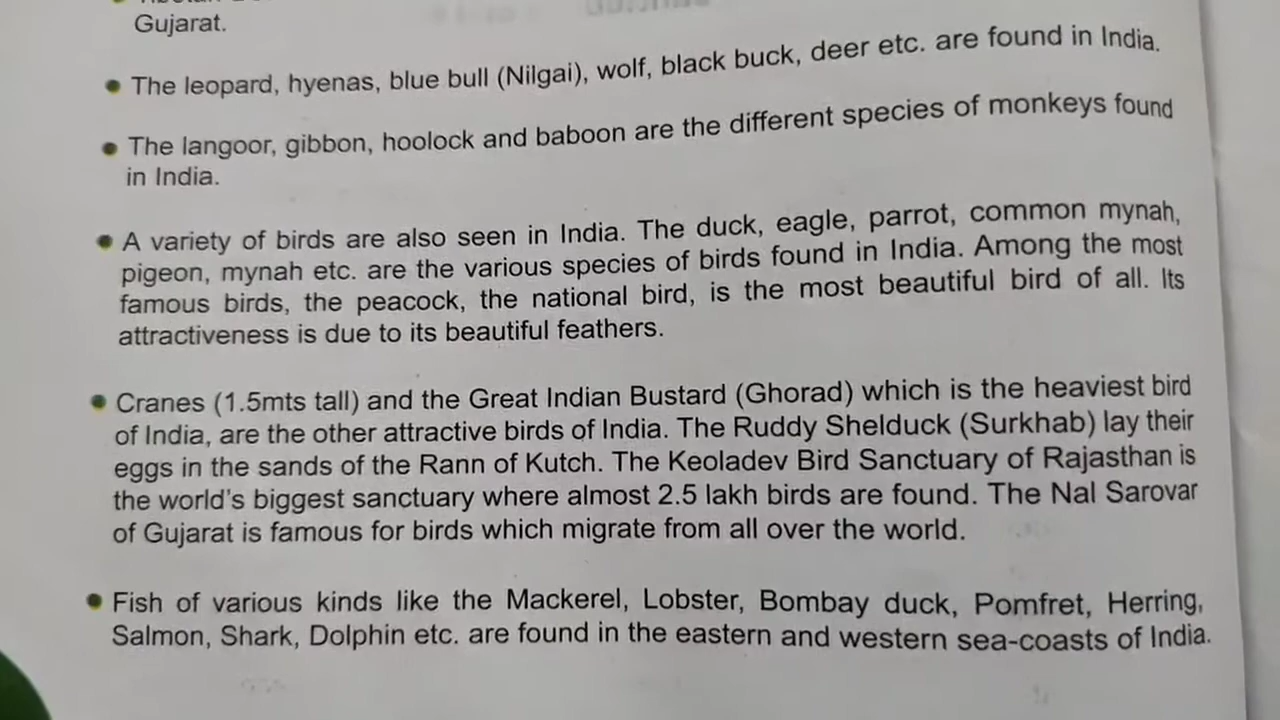 Gujarat.
The leopard, hyenas, blue bull (Nilgai), wolf, black buck, deer etc. are found in India.
The langoor, gibbon, hoolock and baboon are the different species of monkeys found
in India.
A variety of birds are also seen in India. The duck, eagle, parrot, common mynah,
pigeon, mynah etc. are the various species of birds found in India. Among the most
famous birds, the peacock, the national bird, is the most beautiful bird of all. Its
attractiveness is due to its beautiful feathers.
Cranes (1.5mts tall) and the Great Indian Bustard (Ghorad) which is the heaviest bird
of India, are the other attractive birds of India. The Ruddy Shelduck (Surkhab) lay their
eggs in the sands of the Rann of Kutch. The Keoladev Bird Sanctuary of Rajasthan is
the world's biggest sanctuary where almost 2.5 lakh birds are found. The Nal Sarovar
of Gujarat is famous for birds which migrate from all over the world.
Fish of various kinds like the Mackerel, Lobster, Bombay duck, Pomfret, Herring,
Salmon, Shark, Dolphin etc. are found in the eastern and western sea-coasts of India.